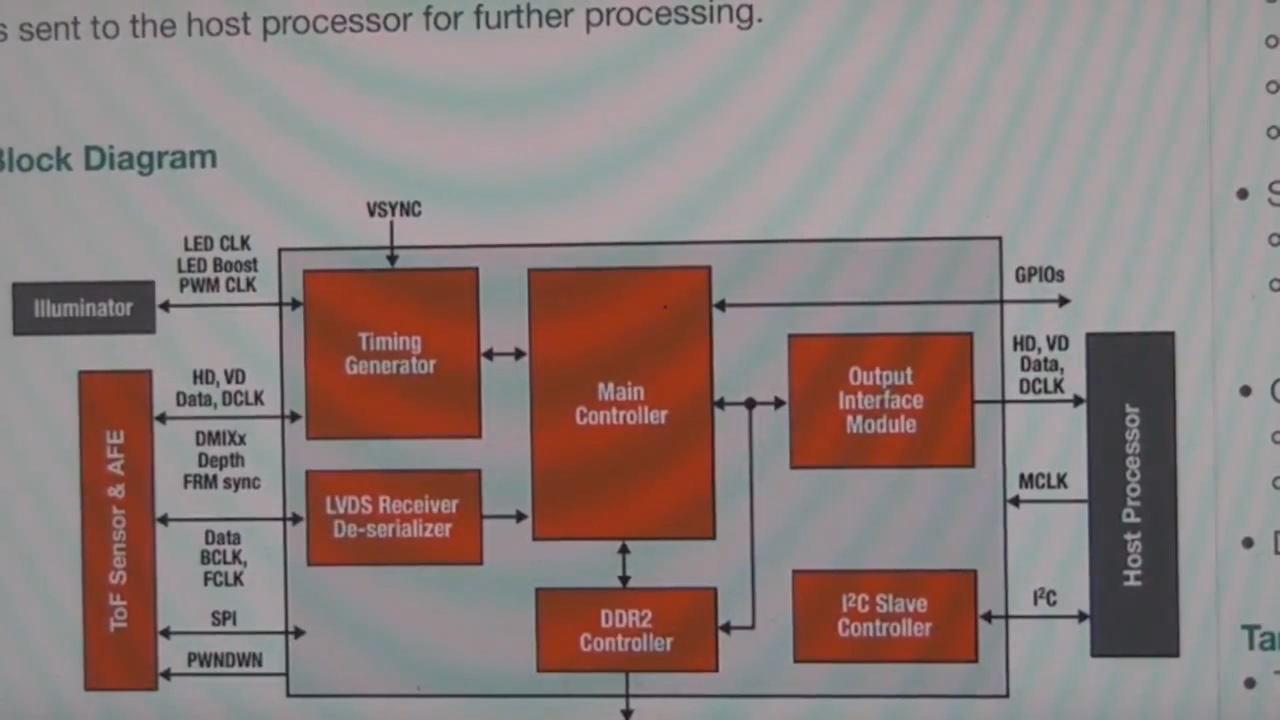 s sent to the host processor for further processing.
Block Diagram
VSYNC
LED CLK
LED Boost
PWM CLK
Illuminator
Timing
Generator
Main
Controller
GPIOs
HD, VD
Data, DCLK
DMIXx
Depth
FRM sync
Output
Interface
Module
HD, VD
Data,
DCLK
ToF Sensor & AFE
LVDS Receiver
De-serializer
MCLK
Host Processor
Data
BCLK,
FCLK
SPI
PWNDWN
DDR2
Controller
I²C Slave
Controller
I²C
Ta